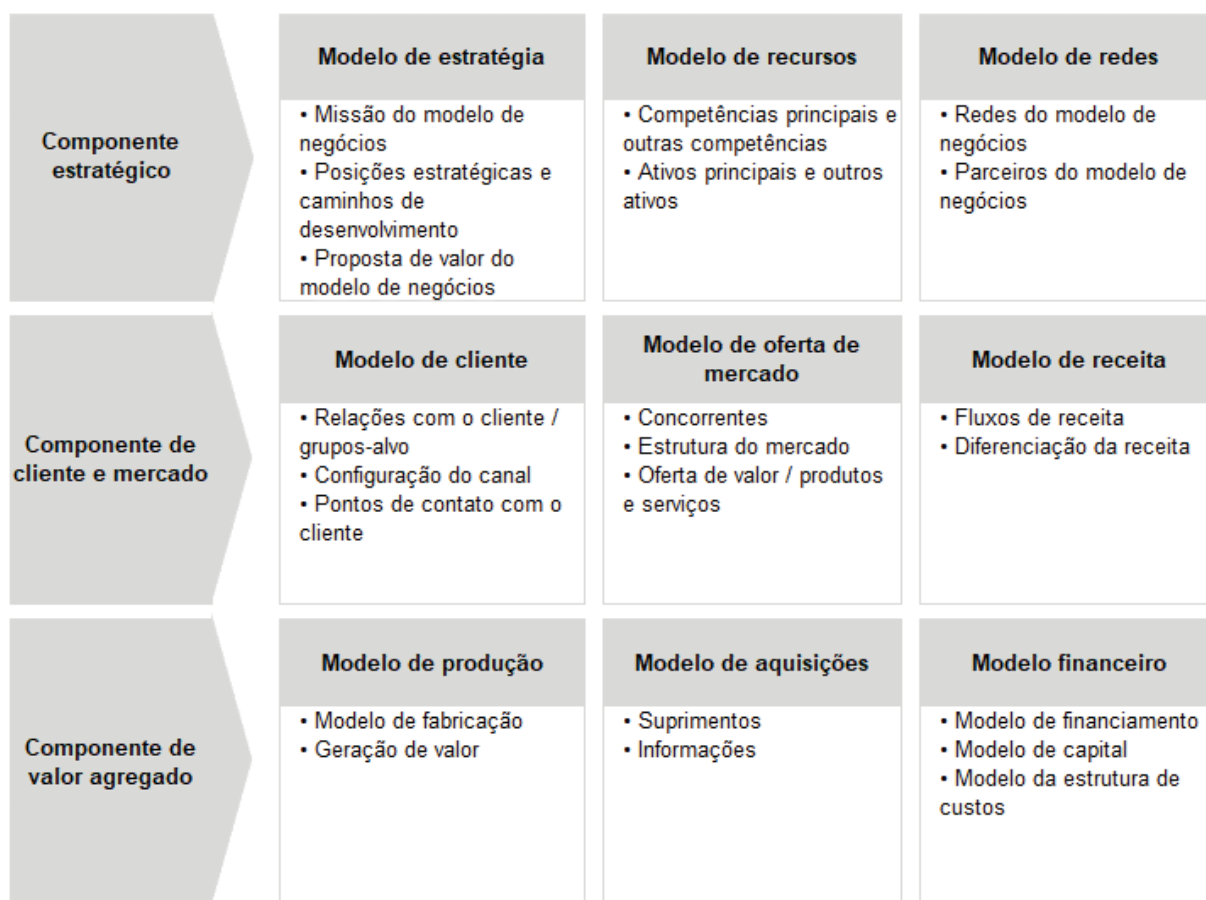 Componente
estratégico
Modelo de estratégia
• Missão do modelo de
negócios
• Posições estratégicas e
caminhos de
desenvolvimento
• Proposta de valor do
modelo de negócios
Modelo de recursos
• Competências principais e
outras competências
• Ativos principais e outros
ativos
Modelo de redes
• Redes do modelo de
negócios
• Parceiros do modelo de
negócios
Componente de
cliente e mercado
Modelo de cliente
• Relações com o cliente /
grupos-alvo
• Configuração do canal
• Pontos de contato com o
cliente
Modelo de oferta de
mercado
• Concorrentes
• Estrutura do mercado
• Oferta de valor / produtos
e serviços
Modelo de receita
• Fluxos de receita
• Diferenciação da receita
Componente de
valor agregado
Modelo de produção
• Modelo de fabricação
• Geração de valor
Modelo de aquisições
• Suprimentos
• Informações
Modelo financeiro
• Modelo de financiamento
• Modelo de capital
• Modelo da estrutura de
custos